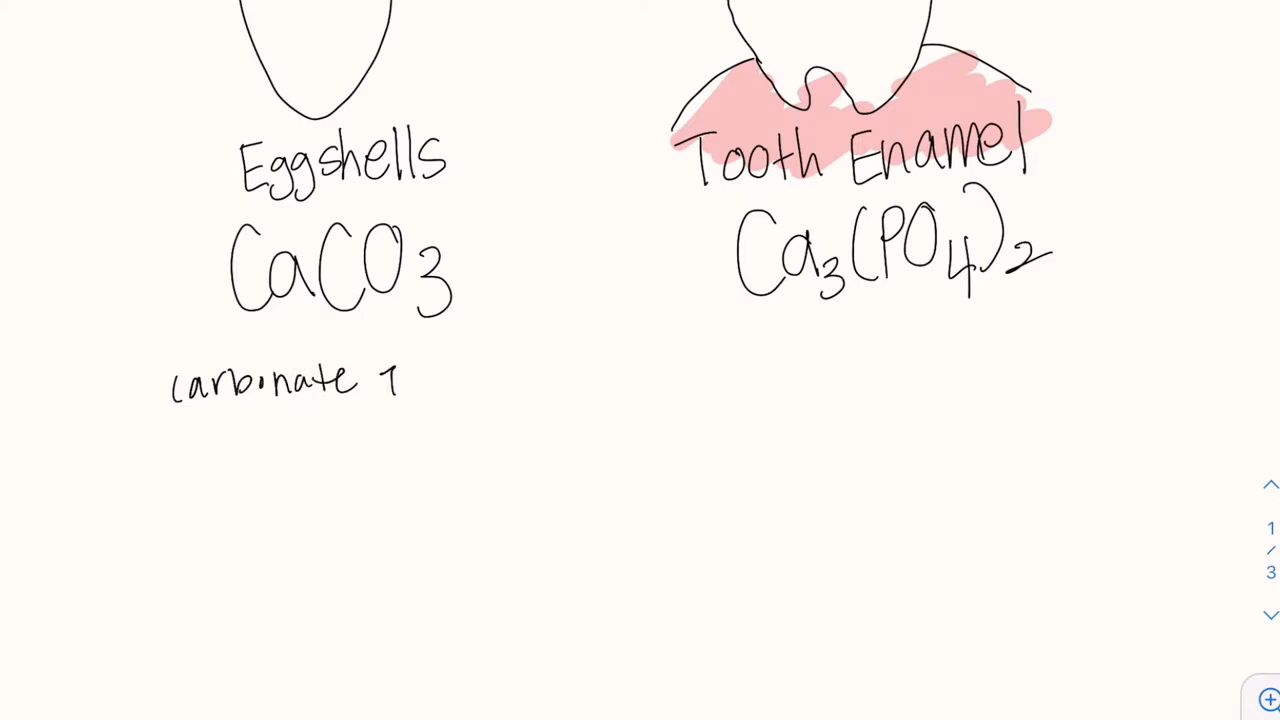 Eggshells
Tooth Enamel
CaCO3
Ca3(PO4)2
carbonate
1
/
3